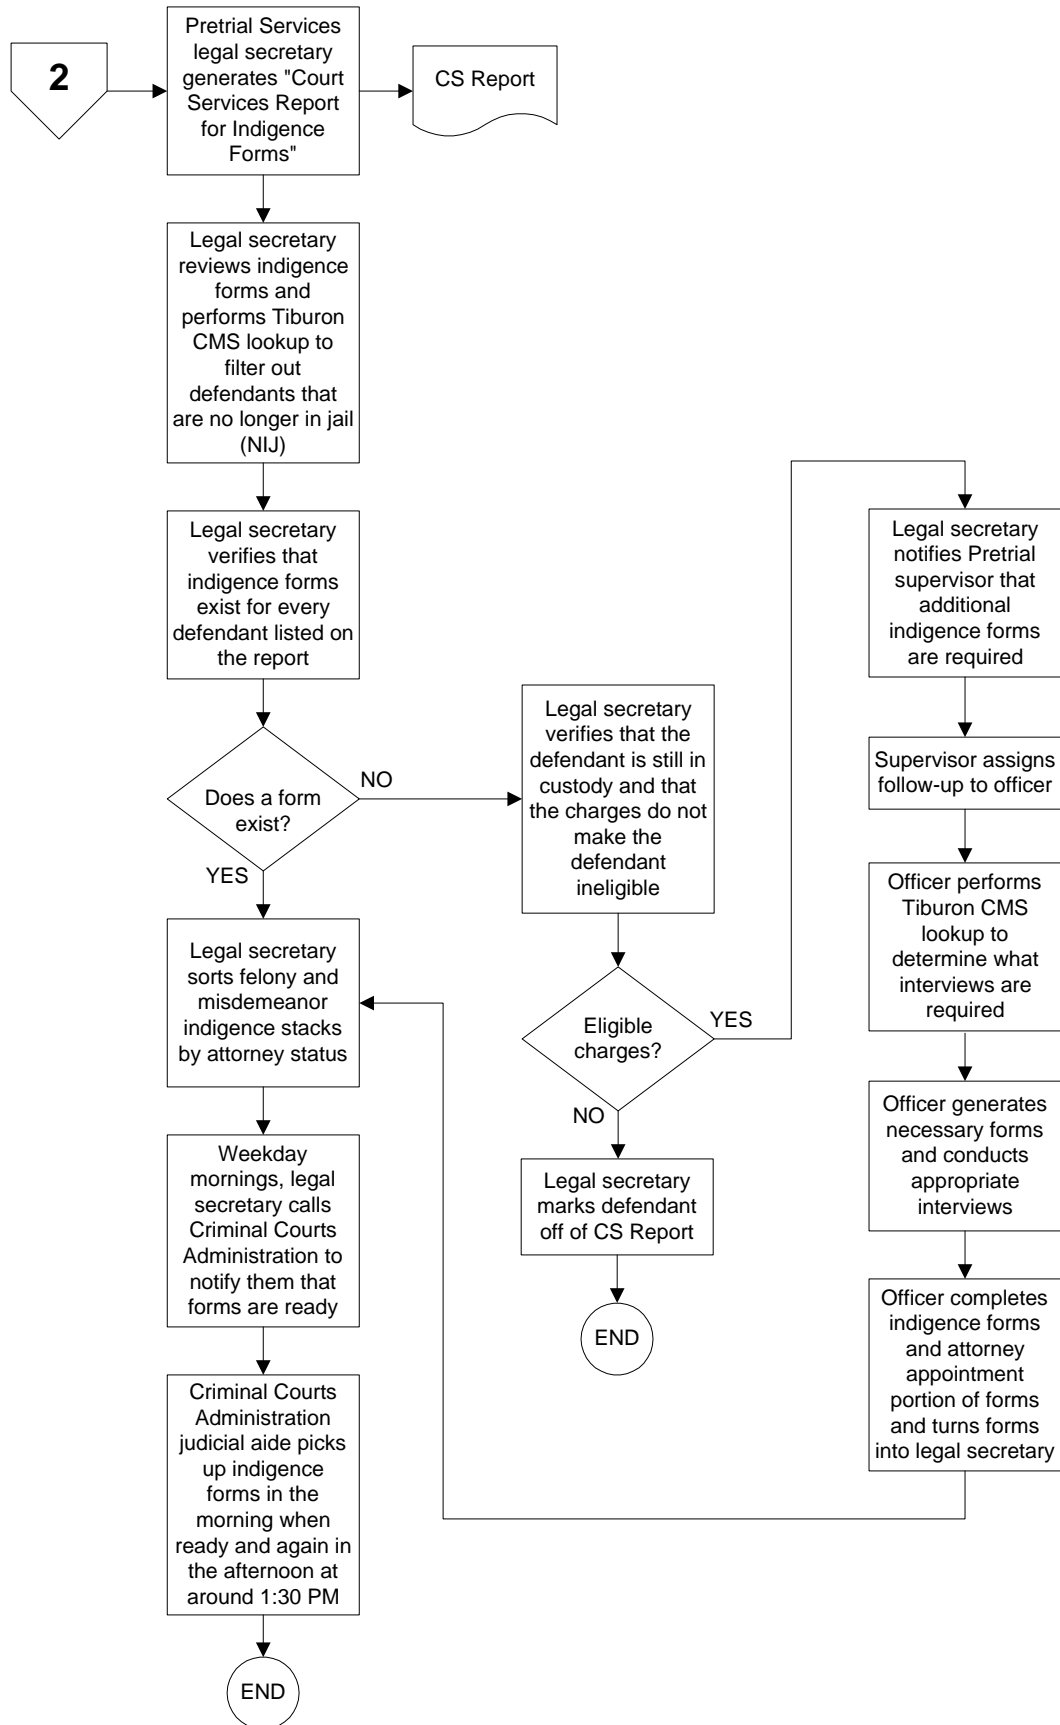 2
Pretrial Services
legal secretary
generates "Court
Services Report
for Indigence
Forms"
CS Report
Legal secretary
reviews indigence
forms and
performs Tiburon
CMS lookup to
filter out
defendants that
are no longer in jail
(NIJ)
Legal secretary
verifies that
indigence forms
exist for every
defendant listed on
the report
Does a form
exist?
NO
YES
Legal secretary
verifies that the
defendant is still in
custody and that
the charges do not
make the
defendant
ineligible
Eligible
charges?
YES
NO
Legal secretary
marks defendant
off of CS Report
END
Legal secretary
notifies Pretrial
supervisor that
additional
indigence forms
are required
Supervisor assigns
follow-up to officer
Officer performs
Tiburon CMS
lookup to
determine what
interviews are
required
Officer generates
necessary forms
and conducts
appropriate
interviews
Officer completes
indigence forms
and attorney
appointment
portion of forms
and turns forms
into legal secretary
Legal secretary
sorts felony and
misdemeanor
indigence stacks
by attorney status
Weekday
mornings, legal
secretary calls
Criminal Courts
Administration to
notify them that
forms are ready
Criminal Courts
Administration
judicial aide picks
up indigence
forms in the
morning when
ready and again in
the afternoon at
around 1:30 PM
END